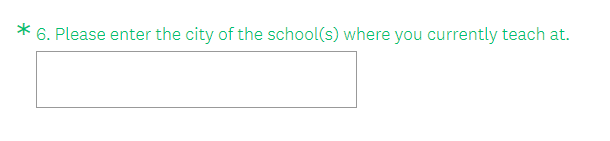 * 6. Please enter the city of the school(s) where you currently teach at.